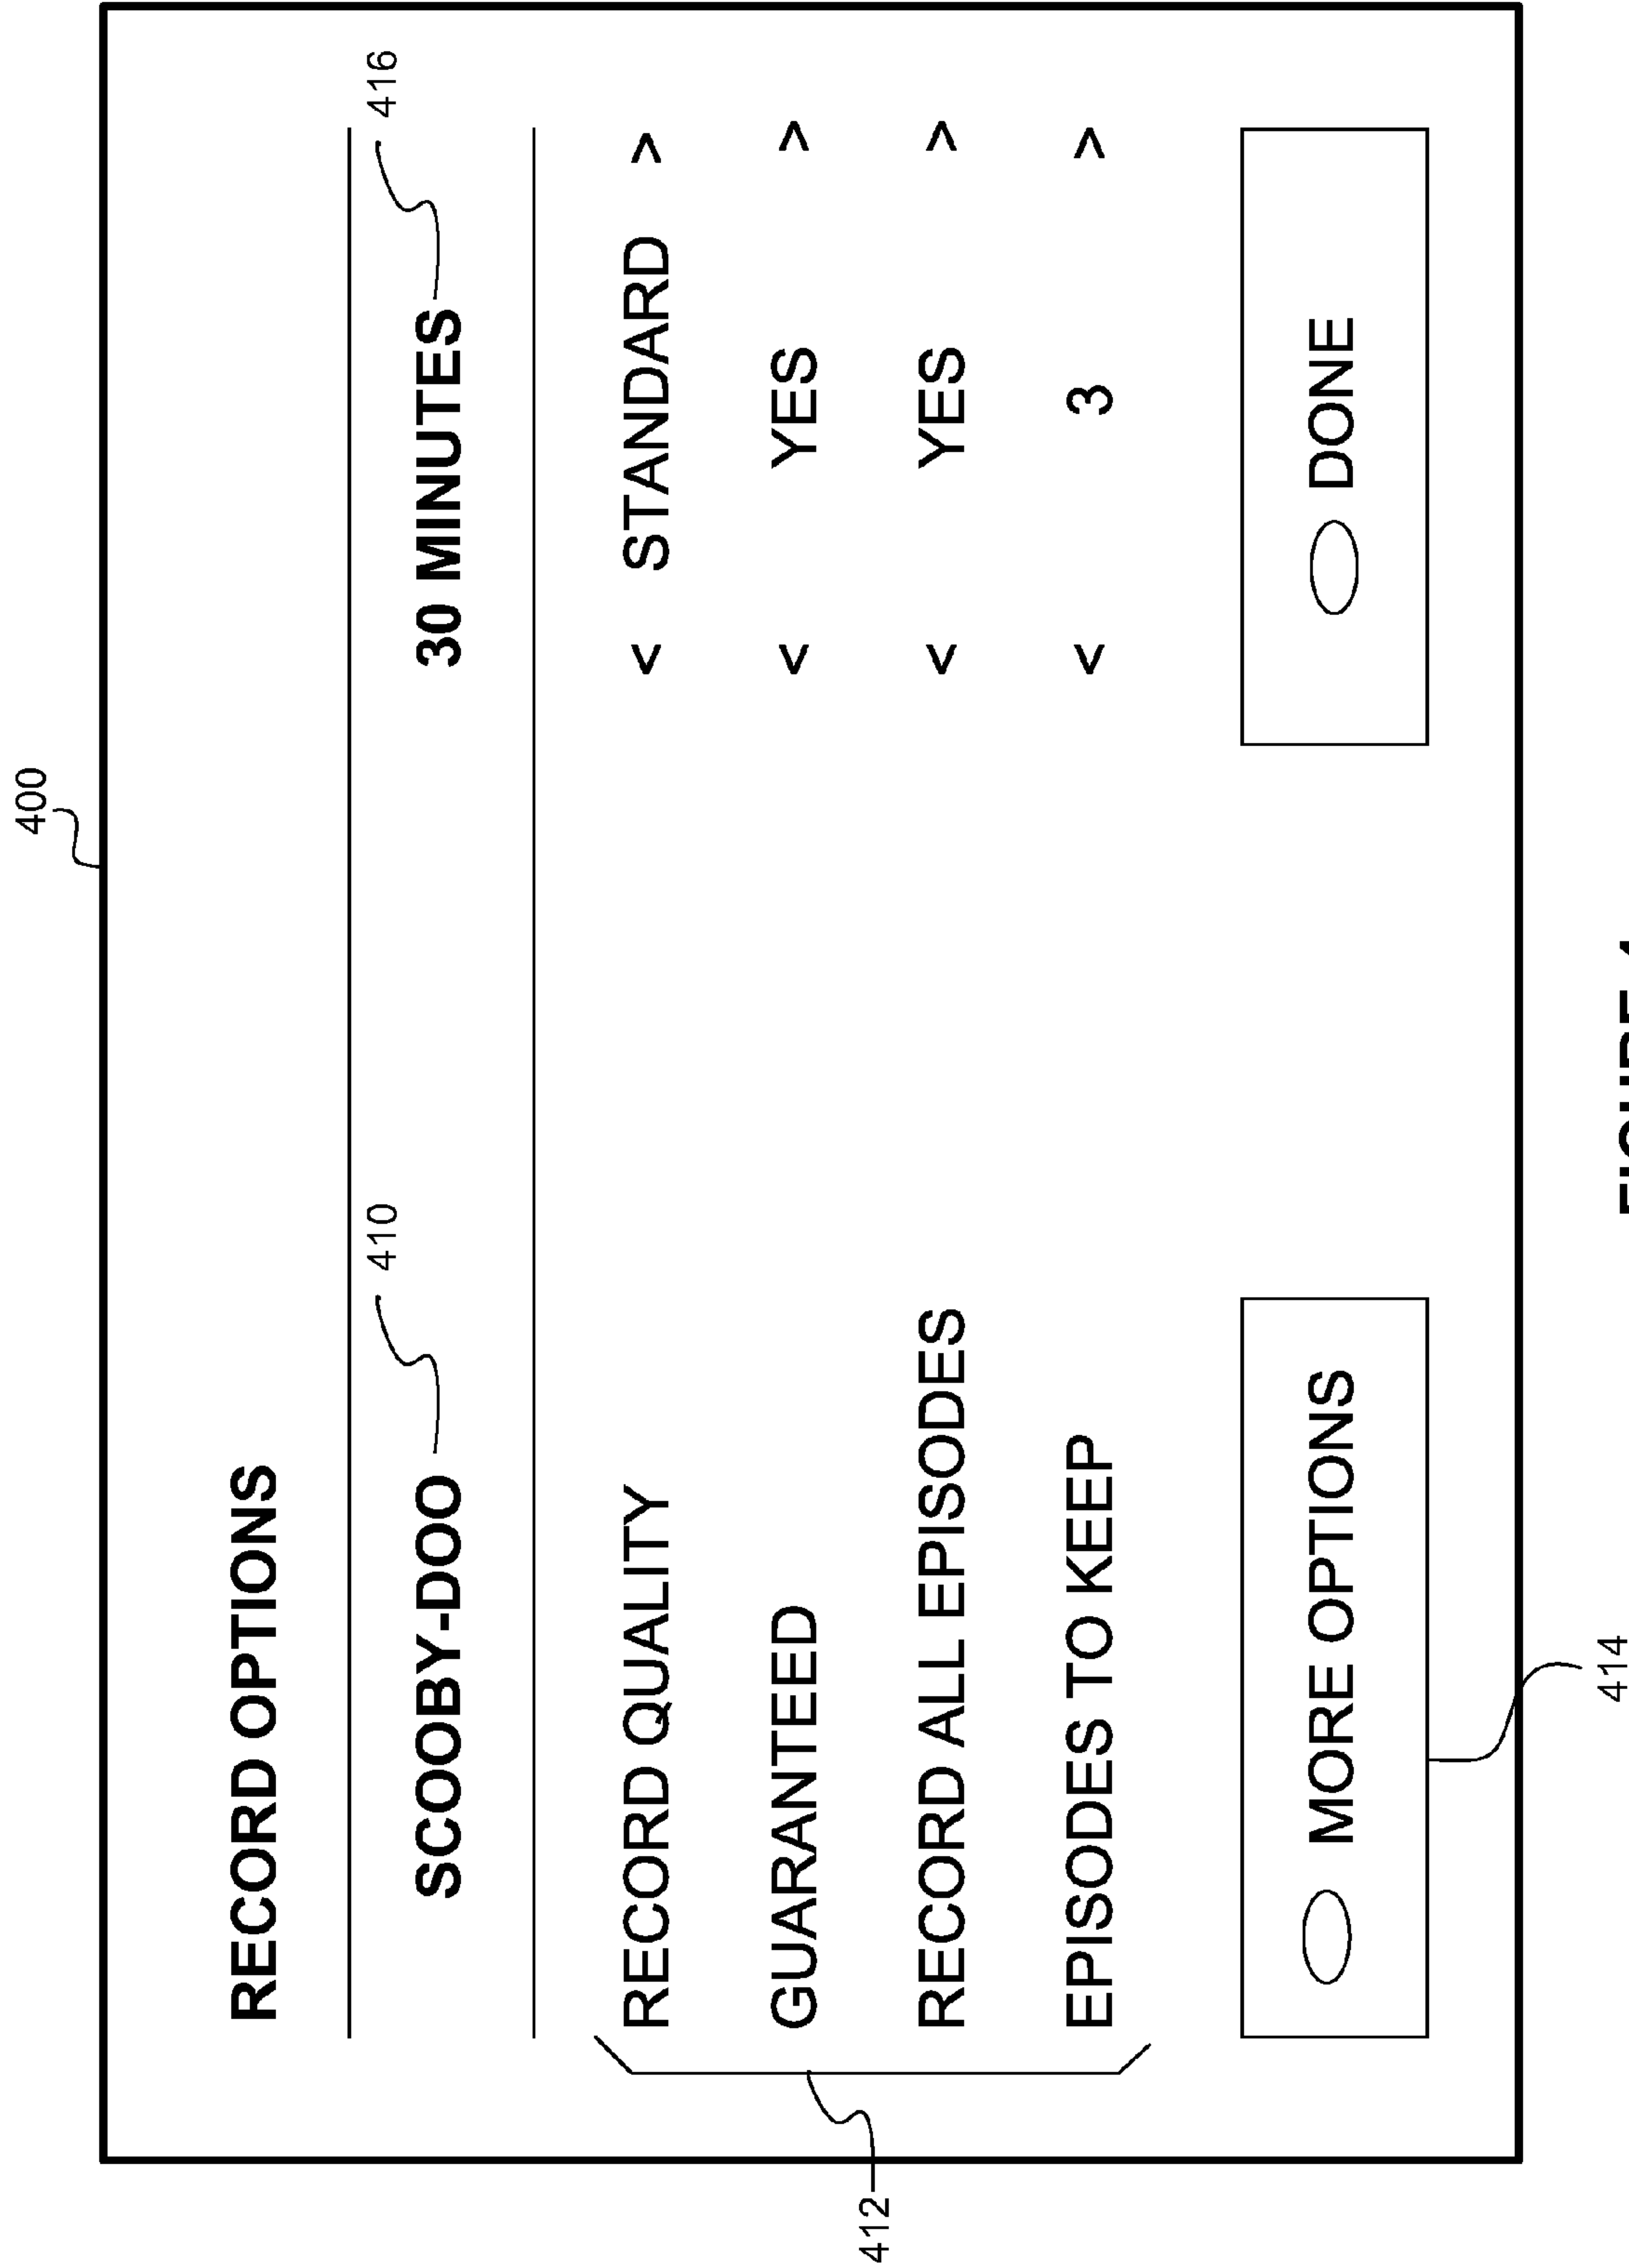 400
RECORD OPTIONS
SCOOBY-DOO 410 30 MINUTES 416
RECORD QUALITY < STANDARD >
GUARANTEED < YES >
RECORD ALL EPISODES < YES >
EPISODES TO KEEP < 3 >
412
MORE OPTIONS DONE
414